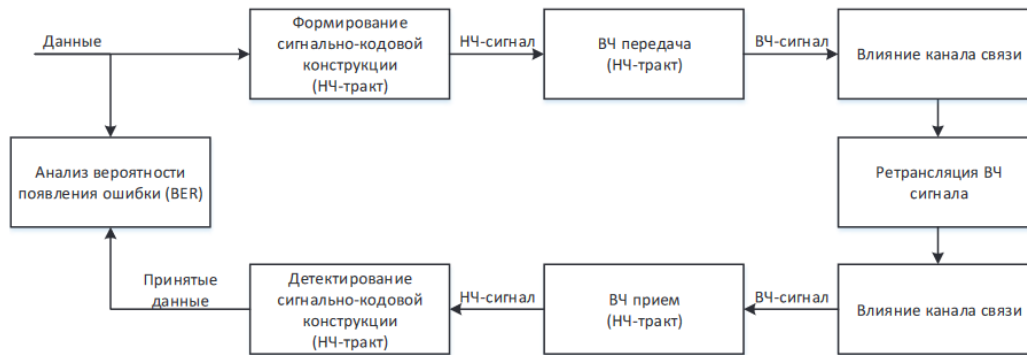 Данные
Формирование
сигнально-кодовой
конструкции
(НЧ-тракт)
НЧ-сигнал
ВЧ передача
(НЧ-тракт)
ВЧ-сигнал
Влияние канала связи
Анализ вероятности
появления ошибки (BER)
Ретрансляция ВЧ
сигнала
Принятые
данные
Детектирование
сигнально-кодовой
конструкции
(НЧ-тракт)
НЧ-сигнал
ВЧ прием
(НЧ-тракт)
ВЧ-сигнал
Влияние канала связи